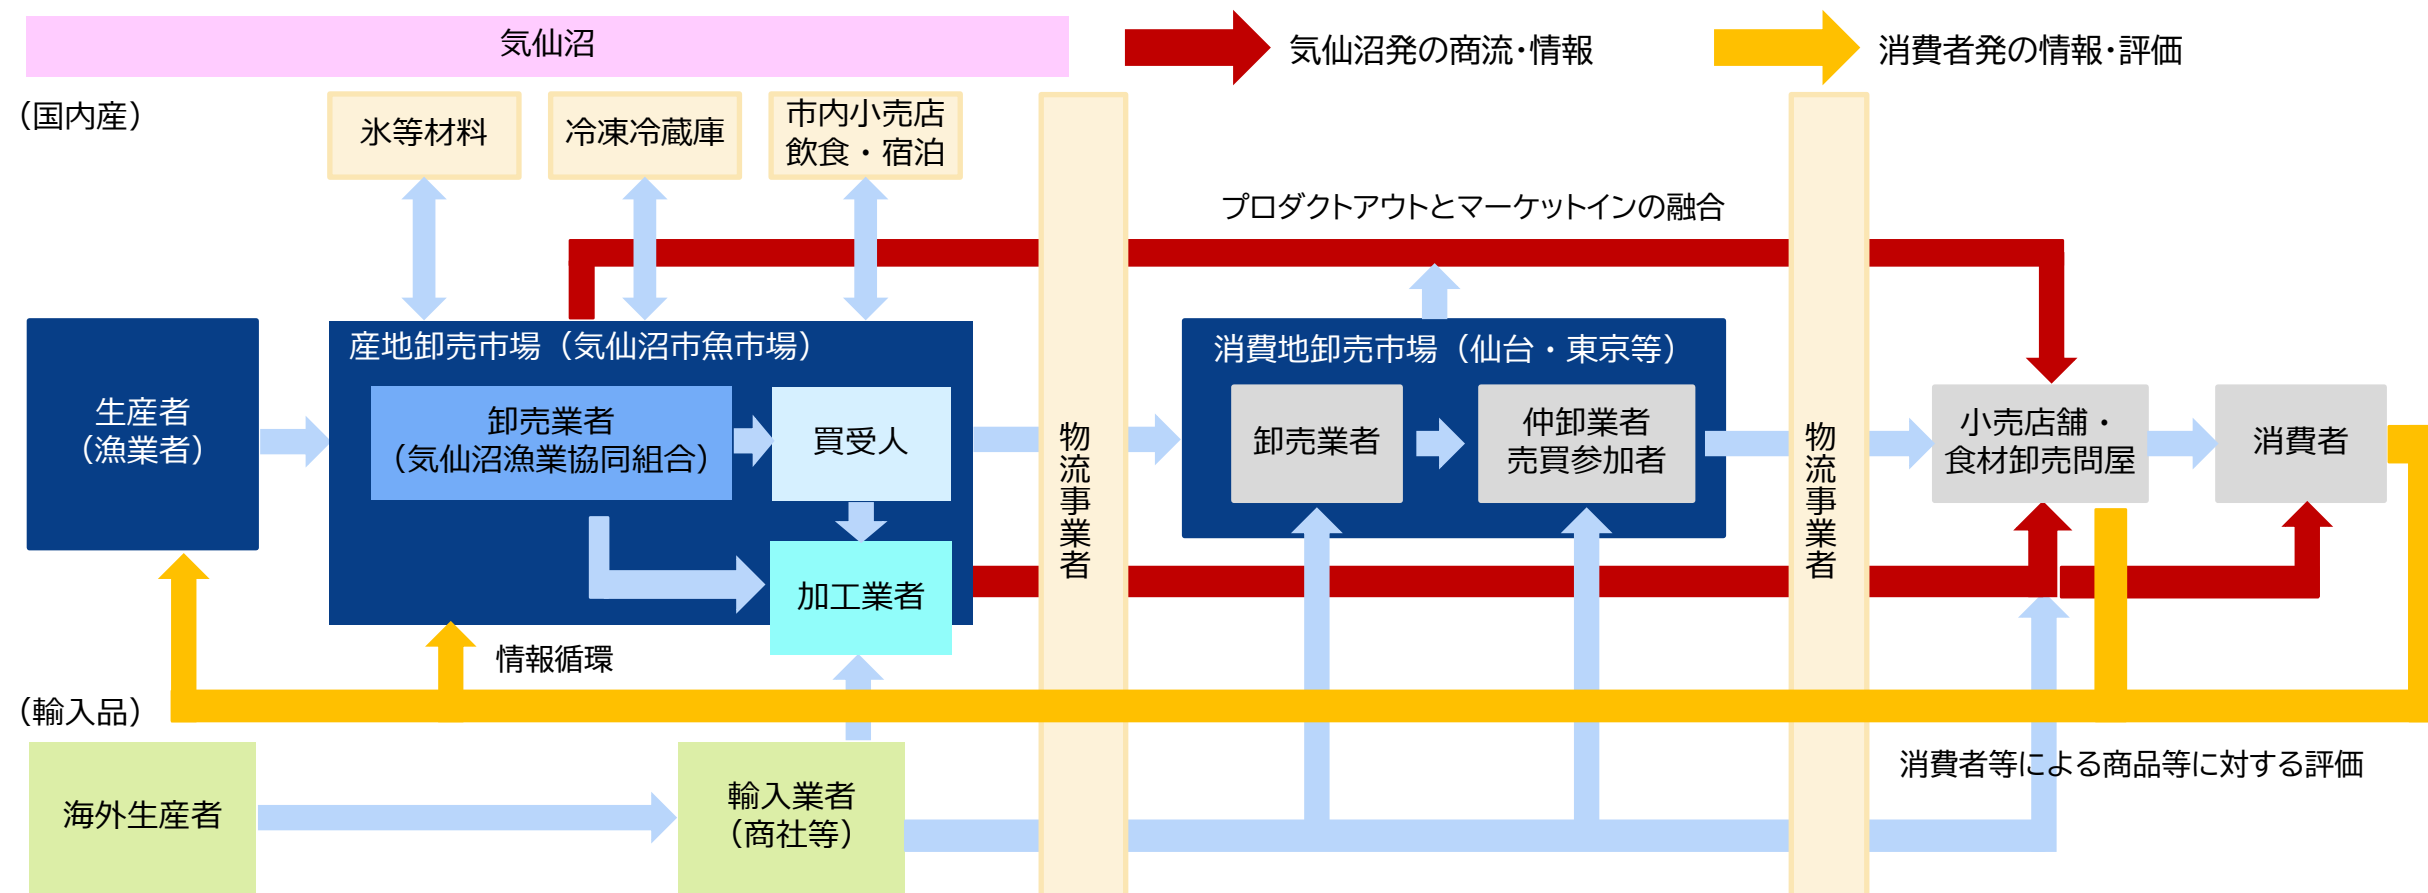 気仙沼
気仙沼発の商流・情報
消費者発の情報・評価
（国内産）
氷等材料
冷凍冷蔵庫
市内小売店
飲食・宿泊
プロダクトアウトとマーケットインの融合
産地卸売市場（気仙沼市魚市場）
消費地卸売市場（仙台・東京等）
生産者
（漁業者）
卸売業者
（気仙沼漁業協同組合）
買受人
物流事業者
卸売業者
仲卸業者
売買参加者
物流事業者
小売店舗・
食材卸売問屋
消費者
加工業者
情報循環
（輸入品）
消費者等による商品等に対する評価
海外生産者
輸入業者
（商社等）